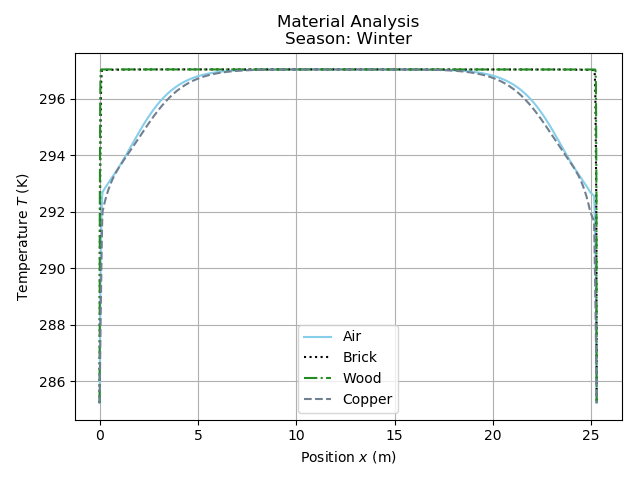 Material Analysis
Season: Winter
Temperature T (K)
296
294
292
290
288
286
Air
Brick
Wood
Copper
0 5 10 15 20 25
Position x (m)